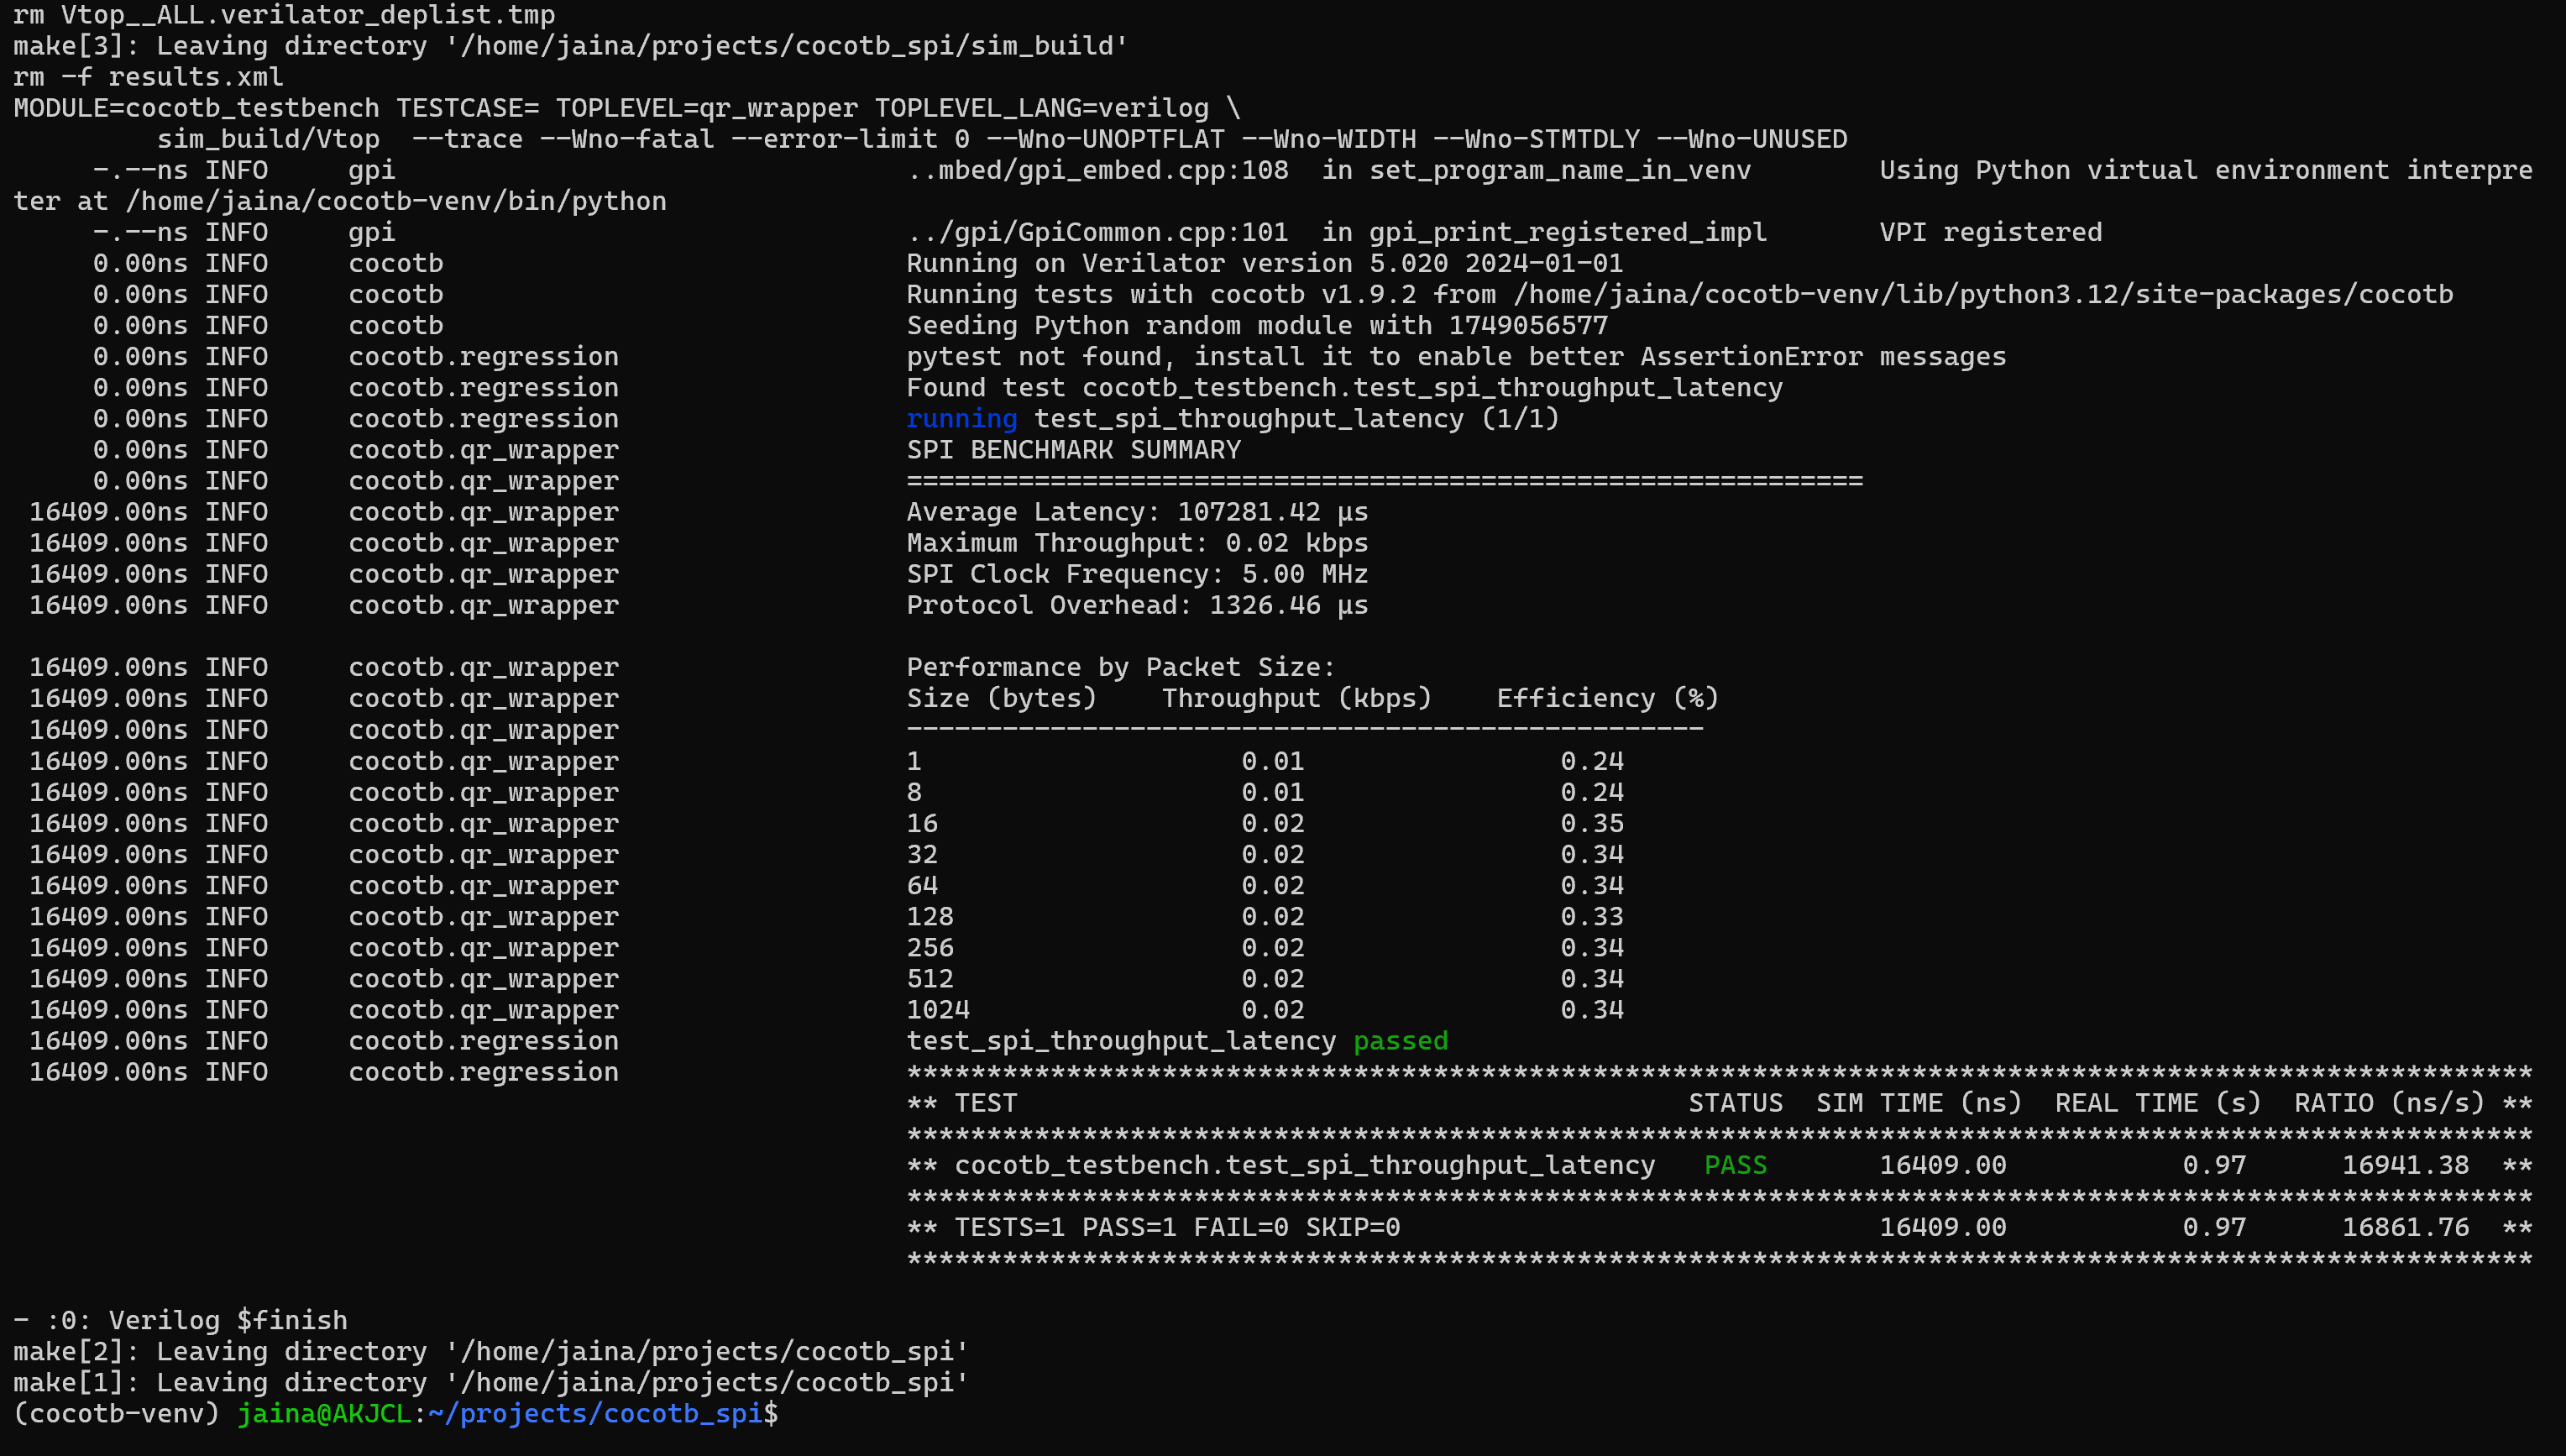 rm Vtop__ALL.verilator_deplist.tmp
make[3]: Leaving directory '/home/jaina/projects/cocotb_spi/sim_build'
rm -f results.xml
MODULE=cocotb_testbench TESTCASE= TOPLEVEL=qr_wrapper TOPLEVEL_LANG=verilog \
         sim_build/Vtop  --trace --Wno-fatal --error-limit 0 --Wno-UNOPTFLAT --Wno-WIDTH --Wno-STMTDLY --Wno-UNUSED
     -.--ns INFO     gpi                                ..mbed/gpi_embed.cpp:108  in set_program_name_in_venv        Using Python virtual environment interpre
ter at /home/jaina/cocotb-venv/bin/python
     -.--ns INFO     gpi                                ../gpi/GpiCommon.cpp:101  in gpi_print_registered_impl       VPI registered
     0.00ns INFO     cocotb                             Running on Verilator version 5.020 2024-01-01
     0.00ns INFO     cocotb                             Running tests with cocotb v1.9.2 from /home/jaina/cocotb-venv/lib/python3.12/site-packages/cocotb
     0.00ns INFO     cocotb                             Seeding Python random module with 1749056577
     0.00ns INFO     cocotb.regression                  pytest not found, install it to enable better AssertionError messages
     0.00ns INFO     cocotb.regression                  Found test cocotb_testbench.test_spi_throughput_latency
     0.00ns INFO     cocotb.regression                  running test_spi_throughput_latency (1/1)
     0.00ns INFO     cocotb.qr_wrapper                  SPI BENCHMARK SUMMARY
     0.00ns INFO     cocotb.qr_wrapper                  ============================================================
 16409.00ns INFO     cocotb.qr_wrapper                  Average Latency: 107281.42 µs
 16409.00ns INFO     cocotb.qr_wrapper                  Maximum Throughput: 0.02 kbps
 16409.00ns INFO     cocotb.qr_wrapper                  SPI Clock Frequency: 5.00 MHz
 16409.00ns INFO     cocotb.qr_wrapper                  Protocol Overhead: 1326.46 µs
 16409.00ns INFO     cocotb.qr_wrapper                  Performance by Packet Size:
 16409.00ns INFO     cocotb.qr_wrapper                  Size (bytes)    Throughput (kbps)    Efficiency (%)
 16409.00ns INFO     cocotb.qr_wrapper                  --------------------------------------------------
 16409.00ns INFO     cocotb.qr_wrapper                  1                    0.01                0.24
 16409.00ns INFO     cocotb.qr_wrapper                  8                    0.01                0.24
 16409.00ns INFO     cocotb.qr_wrapper                  16                   0.02                0.35
 16409.00ns INFO     cocotb.qr_wrapper                  32                   0.02                0.34
 16409.00ns INFO     cocotb.qr_wrapper                  64                   0.02                0.34
 16409.00ns INFO     cocotb.qr_wrapper                  128                  0.02                0.33
 16409.00ns INFO     cocotb.qr_wrapper                  256                  0.02                0.34
 16409.00ns INFO     cocotb.qr_wrapper                  512                  0.02                0.34
 16409.00ns INFO     cocotb.qr_wrapper                  1024                 0.02                0.34
 16409.00ns INFO     cocotb.regression                  test_spi_throughput_latency passed
 16409.00ns INFO     cocotb.regression                  ******************************************************************************************************
                                                        ** TEST                                          STATUS  SIM TIME (ns)  REAL TIME (s)  RATIO (ns/s) **
                                                        ******************************************************************************************************
                                                        ** cocotb_testbench.test_spi_throughput_latency   PASS       16409.00           0.97      16941.38  **
                                                        ******************************************************************************************************
                                                        ** TESTS=1 PASS=1 FAIL=0 SKIP=0                              16409.00           0.97      16861.76  **
                                                        ******************************************************************************************************
- :0: Verilog $finish
make[2]: Leaving directory '/home/jaina/projects/cocotb_spi'
make[1]: Leaving directory '/home/jaina/projects/cocotb_spi'
(cocotb-venv) jaina@AKJCL:~/projects/cocotb_spi$